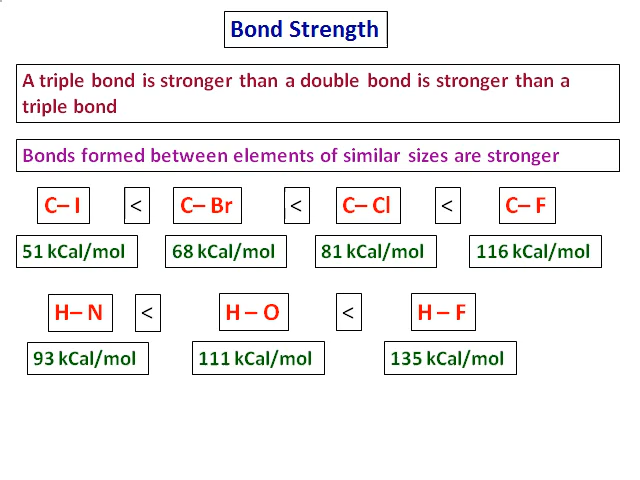 Bond Strength
A triple bond is stronger than a double bond is stronger than a
triple bond
Bonds formed between elements of similar sizes are stronger
C– I < C– Br < C– Cl < C– F
51 kCal/mol 68 kCal/mol 81 kCal/mol 116 kCal/mol
H– N < H – O < H – F
93 kCal/mol 111 kCal/mol 135 kCal/mol